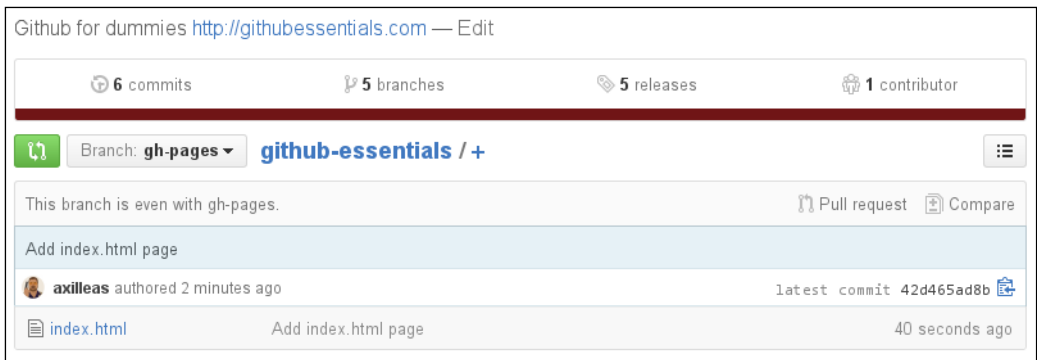 Github for dummies http://githubessentials.com — Edit
6 commits 5 branches 5 releases 1 contributor
Branch: gh-pages github-essentials / +
This branch is even with gh-pages. Pull request Compare
Add index.html page
axilleas authored 2 minutes ago latest commit 42d465ad8b
index.html Add index.html page 40 seconds ago